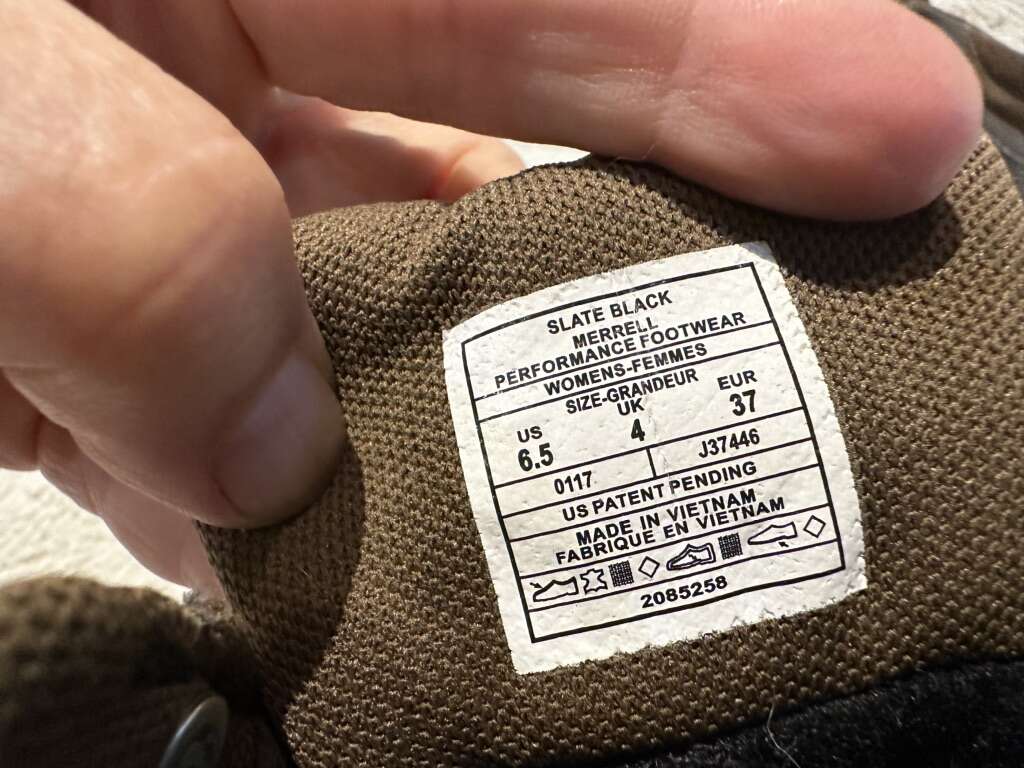 SLATE BLACK
MERRELL
PERFORMANCE FOOTWEAR
WOMENS-FEMMES
SIZE-GRANDEUR
US UK EUR
6.5 4 37
0117 J37446
US PATENT PENDING
MADE IN VIETNAM
FABRIQUE EN VIETNAM
2085258